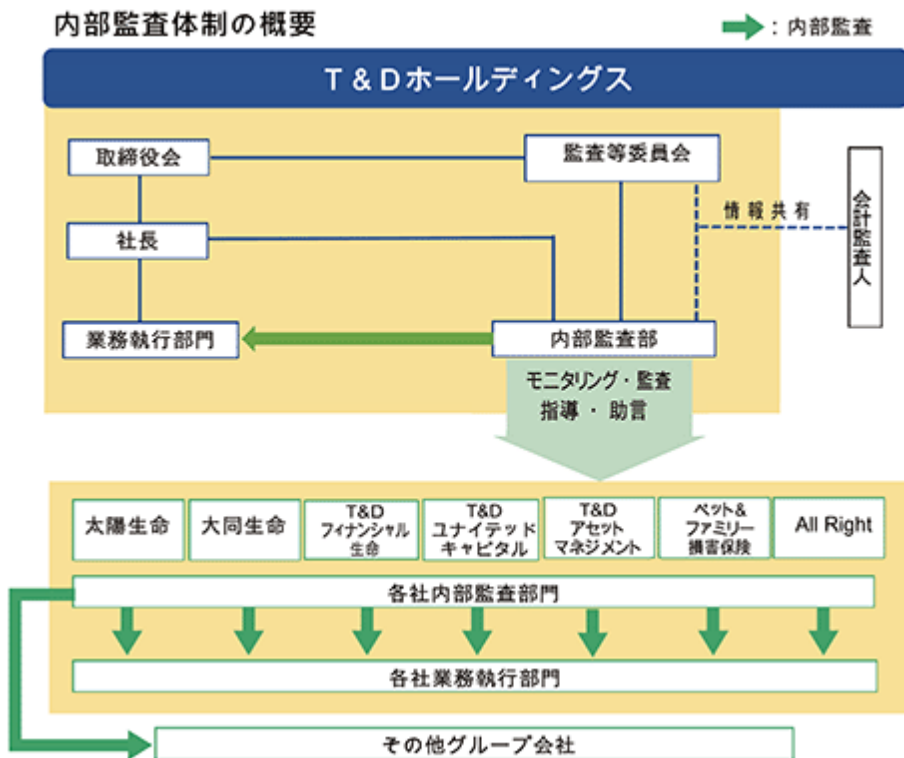 内部監査体制の概要
：内部監査
T＆Dホールディングス
取締役会
監査等委員会
社長
情報共有
会計監査人
業務執行部門
内部監査部
モニタリング・監査
指導・助言
太陽生命
大同生命
T&D
フィナンシャル
生命
T&D
ユナイテッド
キャピタル
T&D
アセット
マネジメント
ペット&
ファミリー
損害保険
All Right
各社内部監査部門
各社業務執行部門
その他グループ会社